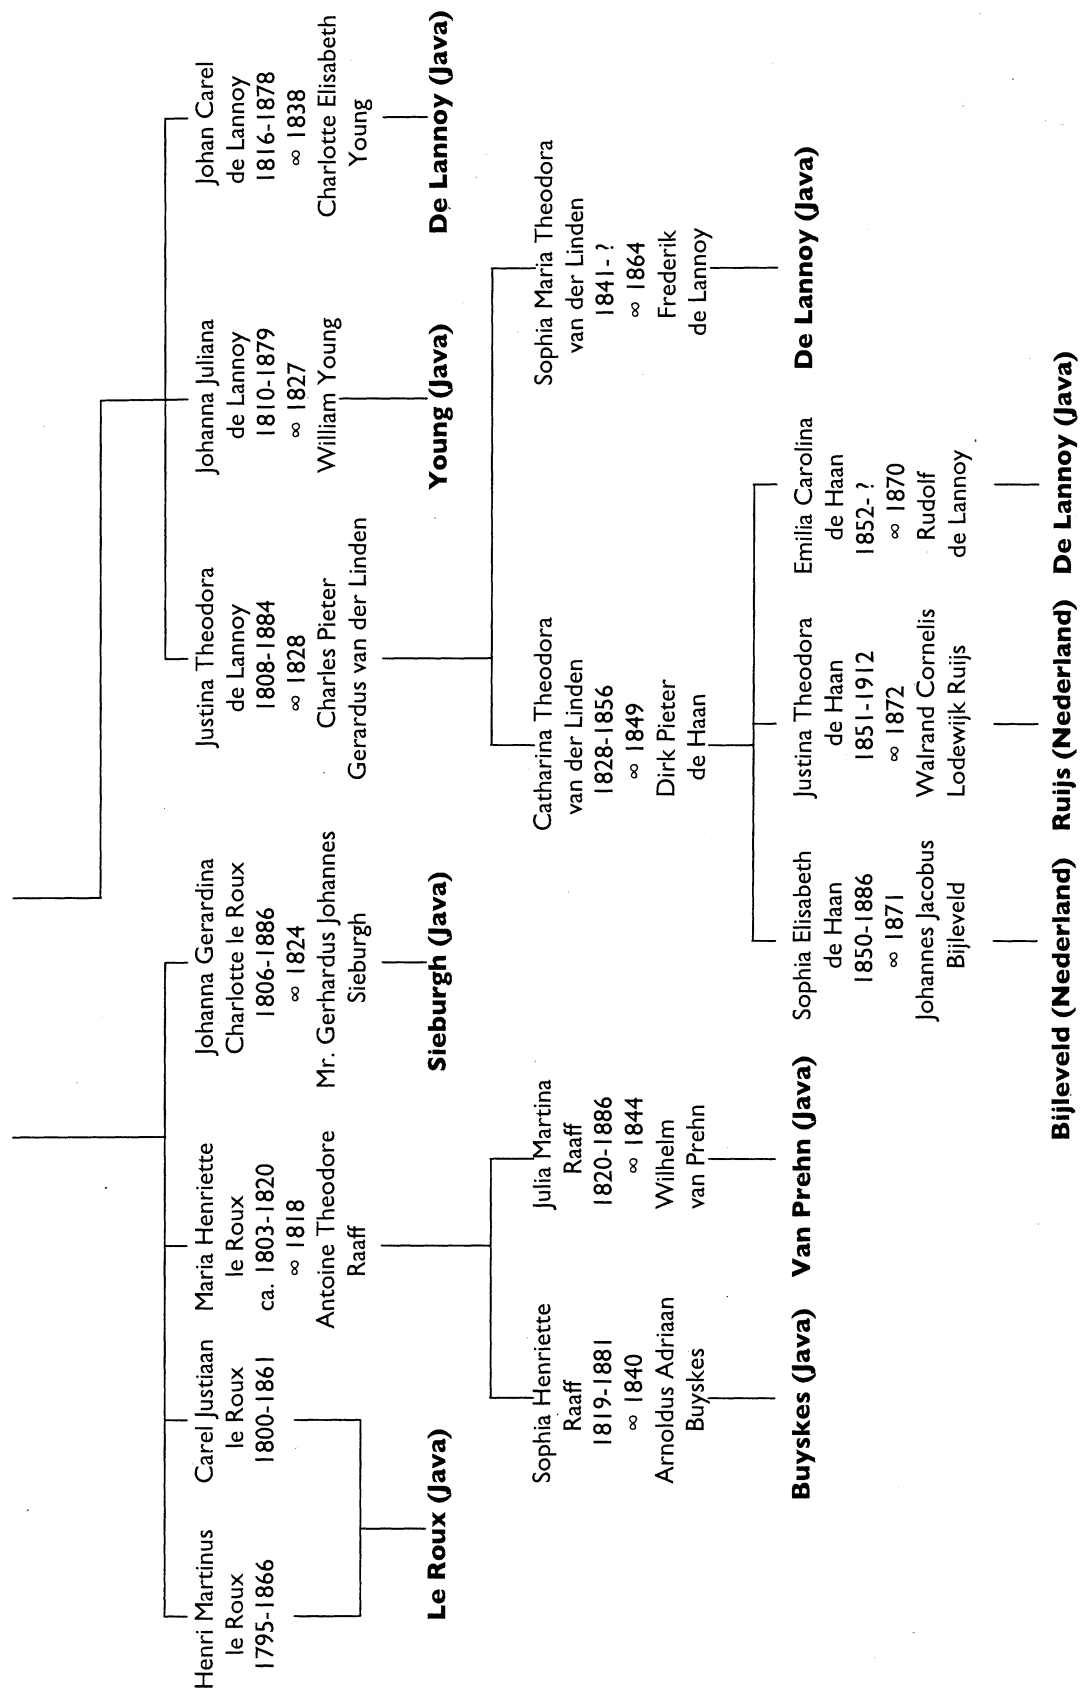 Henri Martinus
le Roux
1795-1866
Carel Justiaan
le Roux
1800-1861
Le Roux (Java)
Maria Henriette
le Roux
ca. 1803-1820
∞ 1818
Antoine Theodore
Raaff
Johanna Gerardina
Charlotte le Roux
1806-1886
∞ 1824
Mr. Gerhardus Johannes
Sieburgh
Sieburgh (Java)
Justina Theodora
de Lannoy
1808-1884
∞ 1828
Charles Pieter
Gerardus van der Linden
Johanna Juliana
de Lannoy
1810-1879
∞ 1827
William Young
Young (Java)
Johan Carel
de Lannoy
1816-1878
∞ 1838
Charlotte Elisabeth
Young
De Lannoy (Java)
Sophia Henriette
Raaff
1819-1881
∞ 1840
Arnoldus Adriaan
Buyskes
Buyskes (Java)
Julia Martina
Raaff
1820-1886
∞ 1844
Wilhelm
van Prehn
Van Prehn (Java)
Catharina Theodora
van der Linden
1828-1856
∞ 1849
Dirk Pieter
de Haan
Sophia Maria Theodora
van der Linden
1841- ?
∞ 1864
Frederik
de Lannoy
De Lannoy (Java)
Sophia Elisabeth
de Haan
1850-1886
∞ 1871
Johannes Jacobus
Bijleveld
Bijleveld (Nederland)
Justina Theodora
de Haan
1851-1912
∞ 1872
Walrand Cornelis
Lodewijk Ruijs
Ruijs (Nederland)
Emilia Carolina
de Haan
1852- ?
∞ 1870
Rudolf
de Lannoy
De Lannoy (Java)